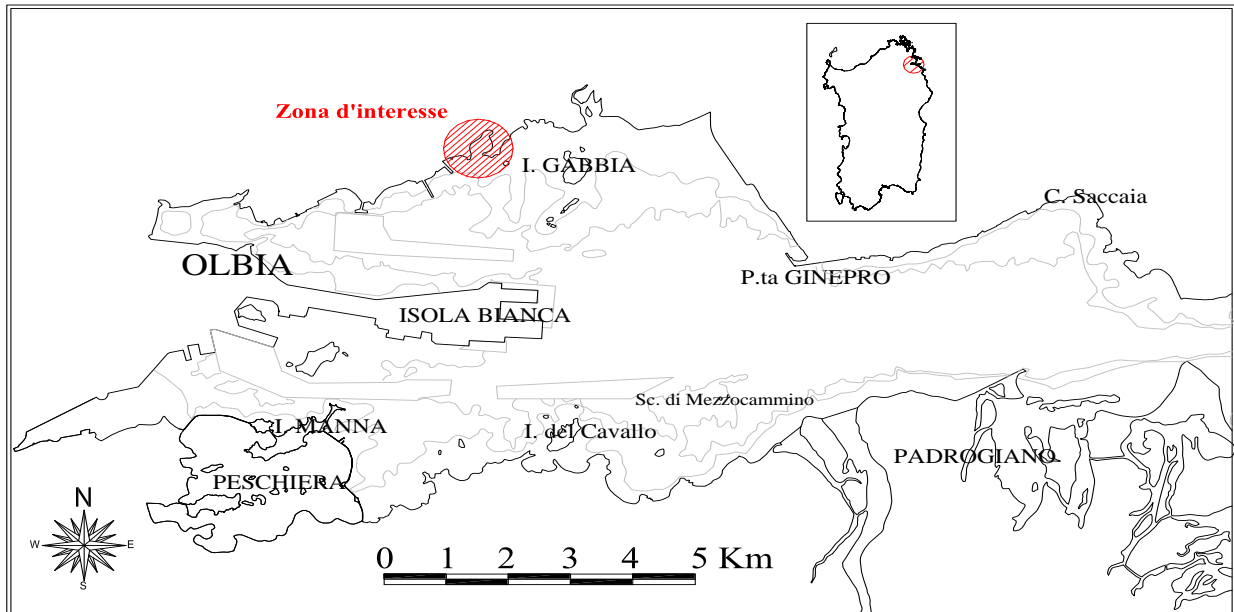 Zona d'interesse
I. GABBIA
C. Saccaia
OLBIA
P.ta GINEPRO
ISOLA BIANCA
Sc. di Mezzocammino
I. MANNA
I. del Cavallo
PADROGIANO
PESCHIERA
N
W
E
S
0 1 2 3 4 5 Km